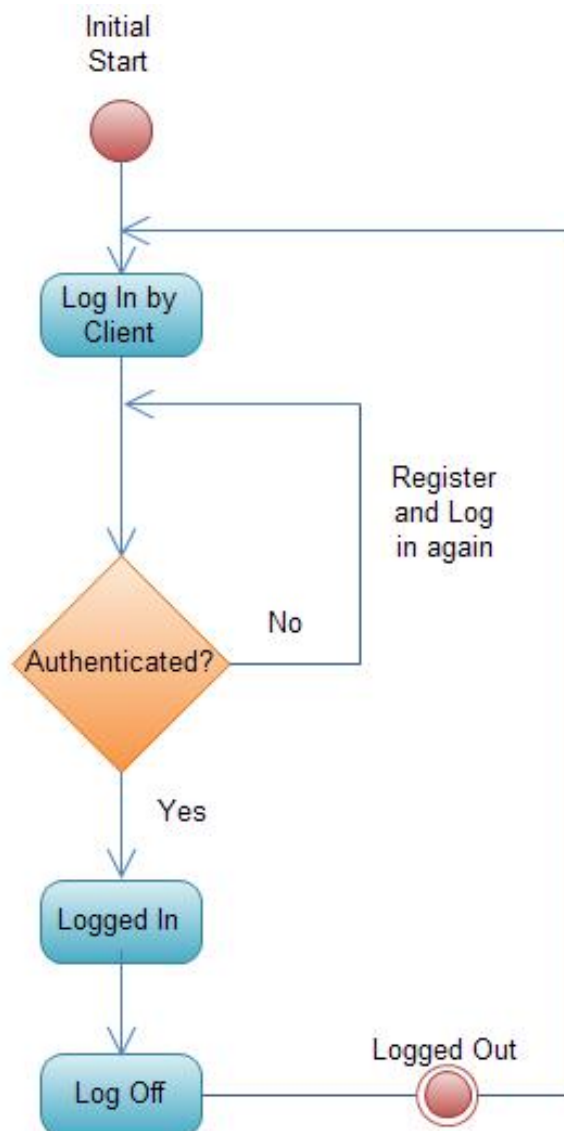 Initial
Start
Log In by
Client
Register
and Log
in again
No
Authenticated?
Yes
Logged In
Logged Out
Log Off